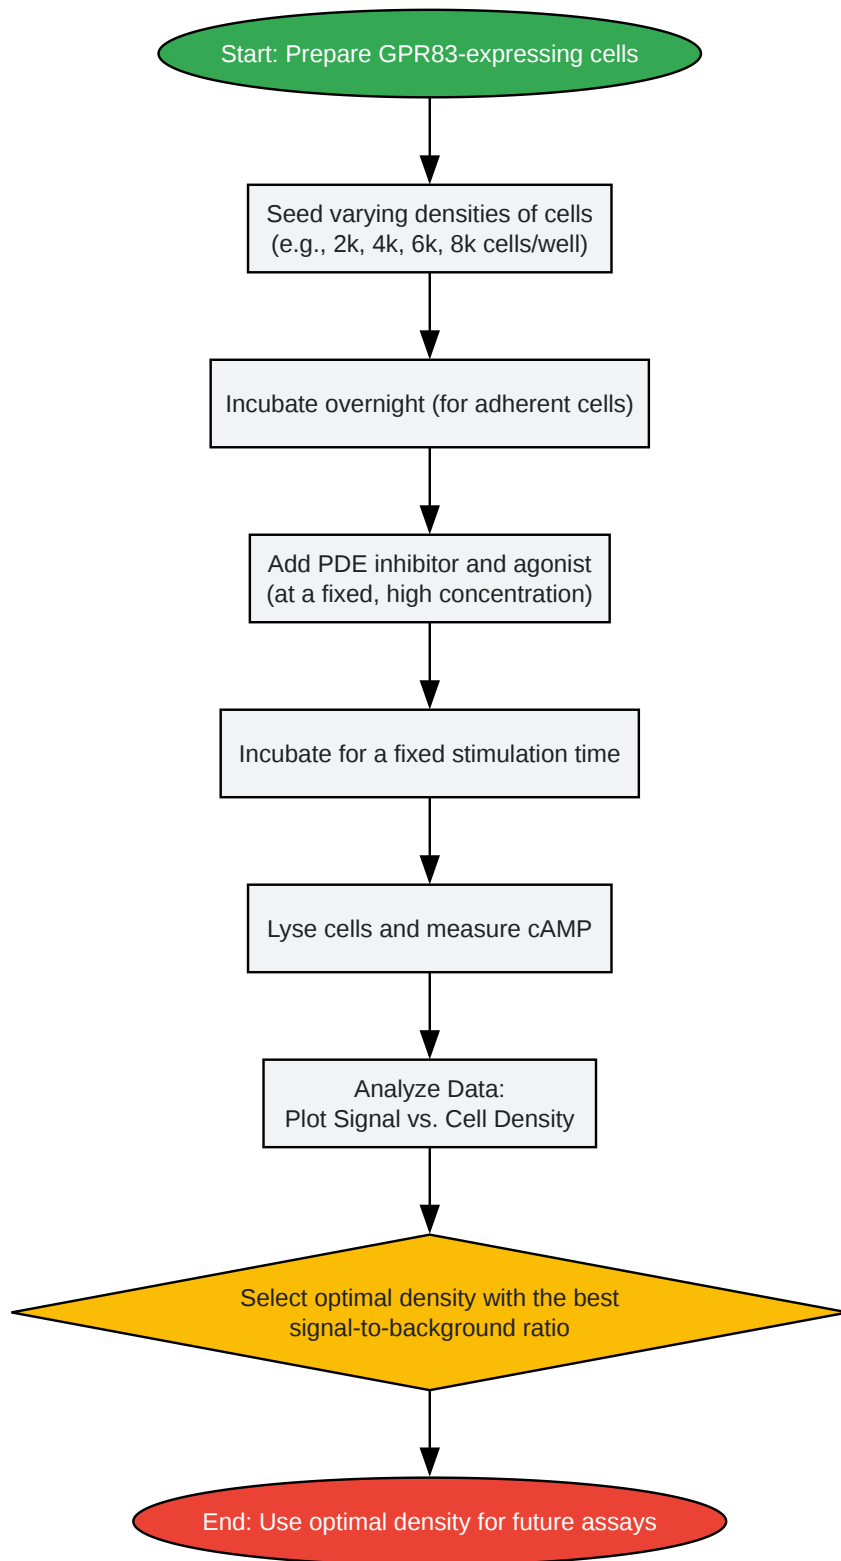 Start: Prepare GPR83-expressing cells
Seed varying densities of cells
(e.g., 2k, 4k, 6k, 8k cells/well)
Incubate overnight (for adherent cells)
Add PDE inhibitor and agonist
(at a fixed, high concentration)
Incubate for a fixed stimulation time
Lyse cells and measure cAMP
Analyze Data:
Plot Signal vs. Cell Density
Select optimal density with the best
signal-to-background ratio
End: Use optimal density for future assays